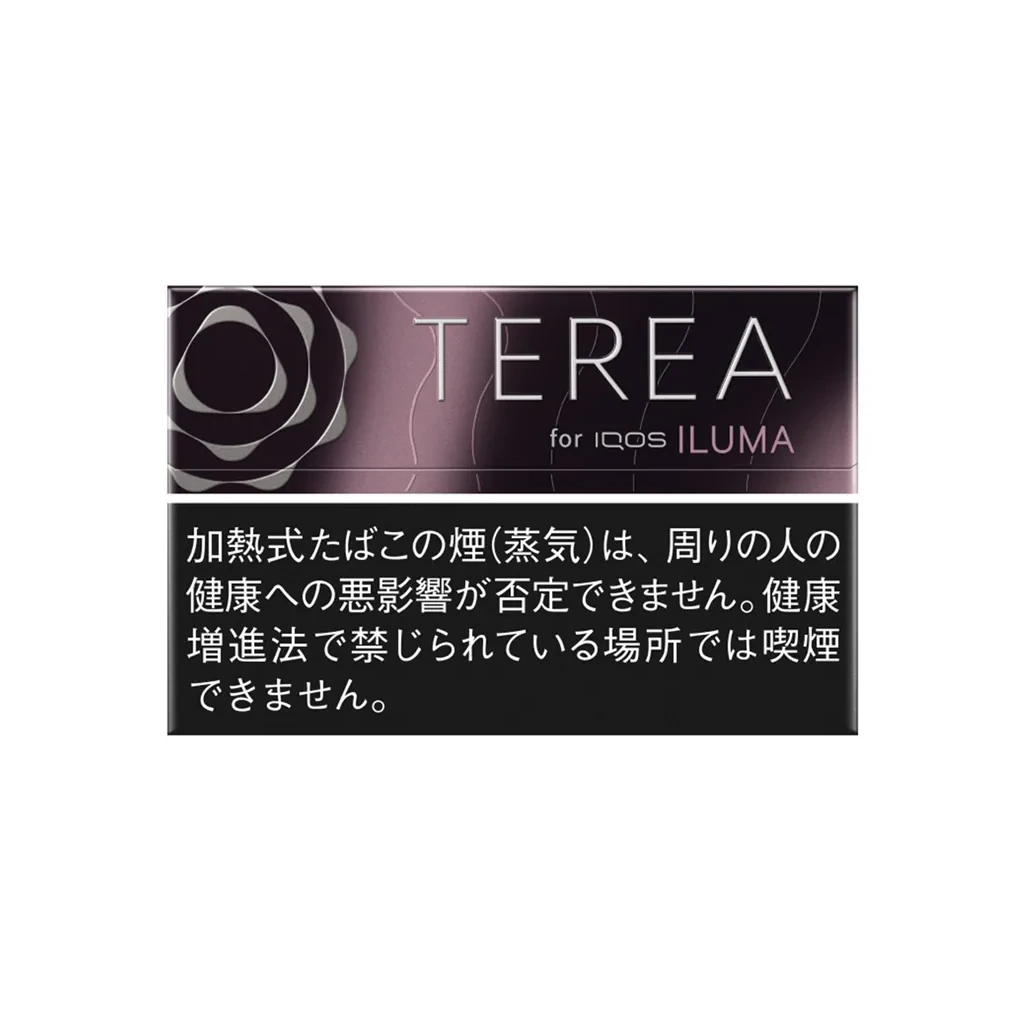 TEREA
for IQOS ILUMA
加熱式たばこの煙(蒸気)は、周りの人の
健康への悪影響が否定できません。健康
増進法で禁じられている場所では喫煙
できません。